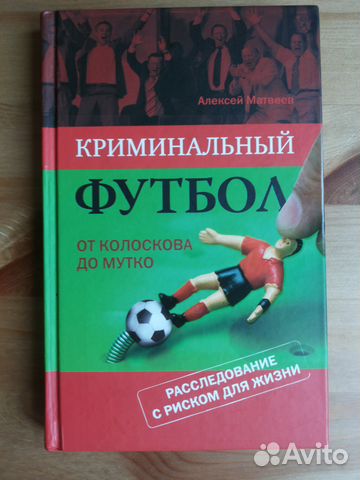 Алексей Матвеев
КРИМИНАЛЬНЫЙ
ФУТБОЛ
ОТ КОЛОСКОВА
ДО МУТКО
РАССЛЕДОВАНИЕ
С РИСКОМ ДЛЯ ЖИЗНИ
Avito